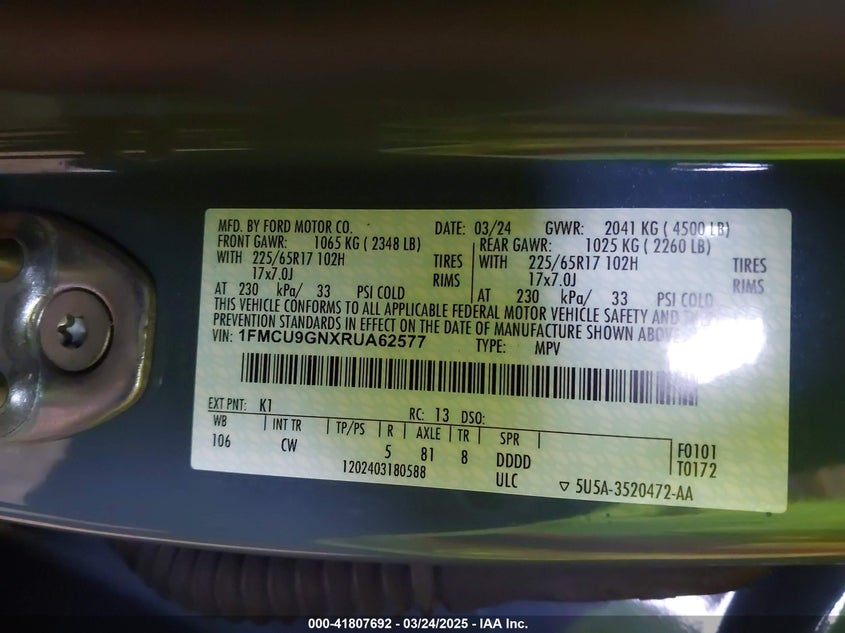 MFD. BY FORD MOTOR CO. DATE: 03/24 GVWR: 2041 KG ( 4500 LB)
FRONT GAWR: 1065 KG ( 2348 LB) REAR GAWR: 1025 KG ( 2260 LB)
WITH 225/65R17 102H TIRES WITH 225/65R17 102H TIRES
17x7.0J RIMS 17x7.0J RIMS
AT 230 kPa/ 33 PSI COLD AT 230 kPa/ 33 PSI COLD
THIS VEHICLE CONFORMS TO ALL APPLICABLE FEDERAL MOTOR VEHICLE SAFETY AND
PREVENTION STANDARDS IN EFFECT ON THE DATE OF MANUFACTURE SHOWN ABOVE
VIN: 1FMCU9GNXRUA62577 TYPE: MPV
EXT PNT: K1 RC: 13 DSO:
WB INT TR TP/PS R AXLE TR SPR
106 CW 5 81 8 DDDD F0101
1202403180588 ULC T0172
5U5A-3520472-AA
000-41807692 - 03/24/2025 - IAA Inc.